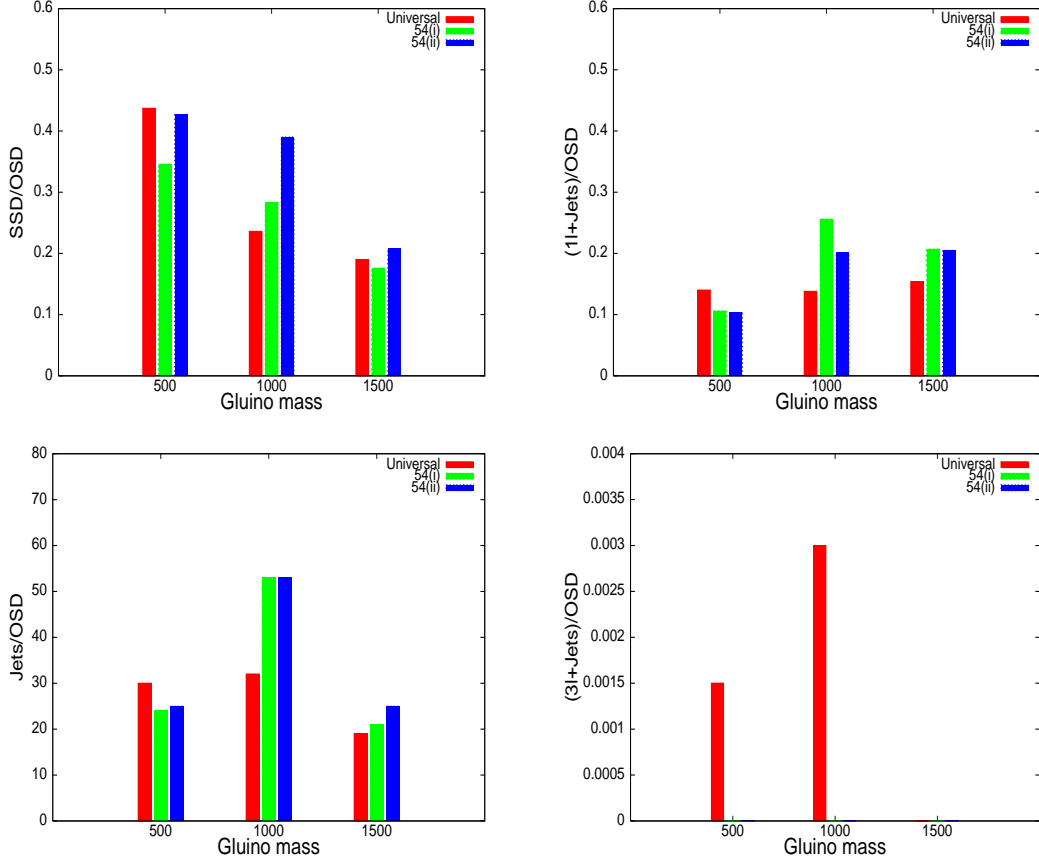 SSD/OSD
0.6
0.5
0.4
0.3
0.2
0.1
0
500 1000 1500
Gluino mass
Universal
54(i)
54(ii)
(1l+Jets)/OSD
0.6
0.5
0.4
0.3
0.2
0.1
0
500 1000 1500
Gluino mass
Universal
54(i)
54(ii)
Jets/OSD
80
70
60
50
40
30
20
10
0
500 1000 1500
Gluino mass
Universal
54(i)
54(ii)
(3l+Jets)/OSD
0.004
0.0035
0.003
0.0025
0.002
0.0015
0.001
0.0005
0
500 1000 1500
Gluino mass
Universal
54(i)
54(ii)